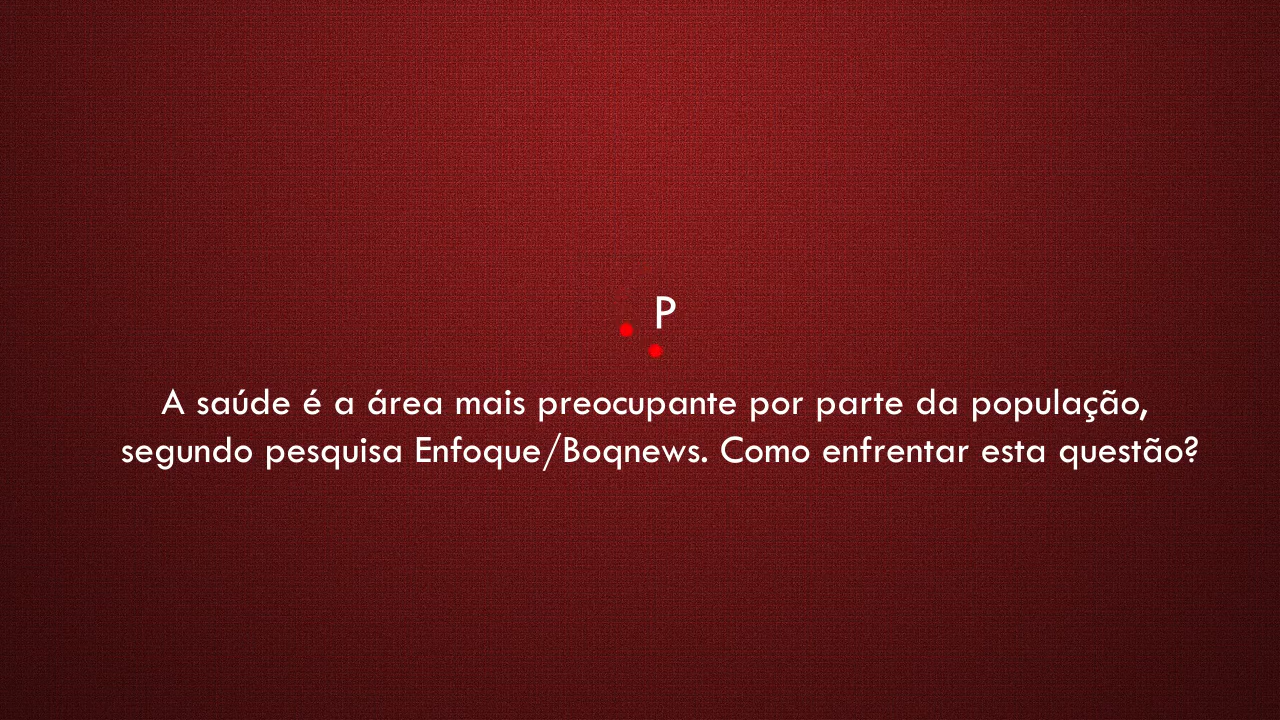 P
A saúde é a área mais preocupante por parte da população,
segundo pesquisa Enfoque/Boqnews. Como enfrentar esta questão?